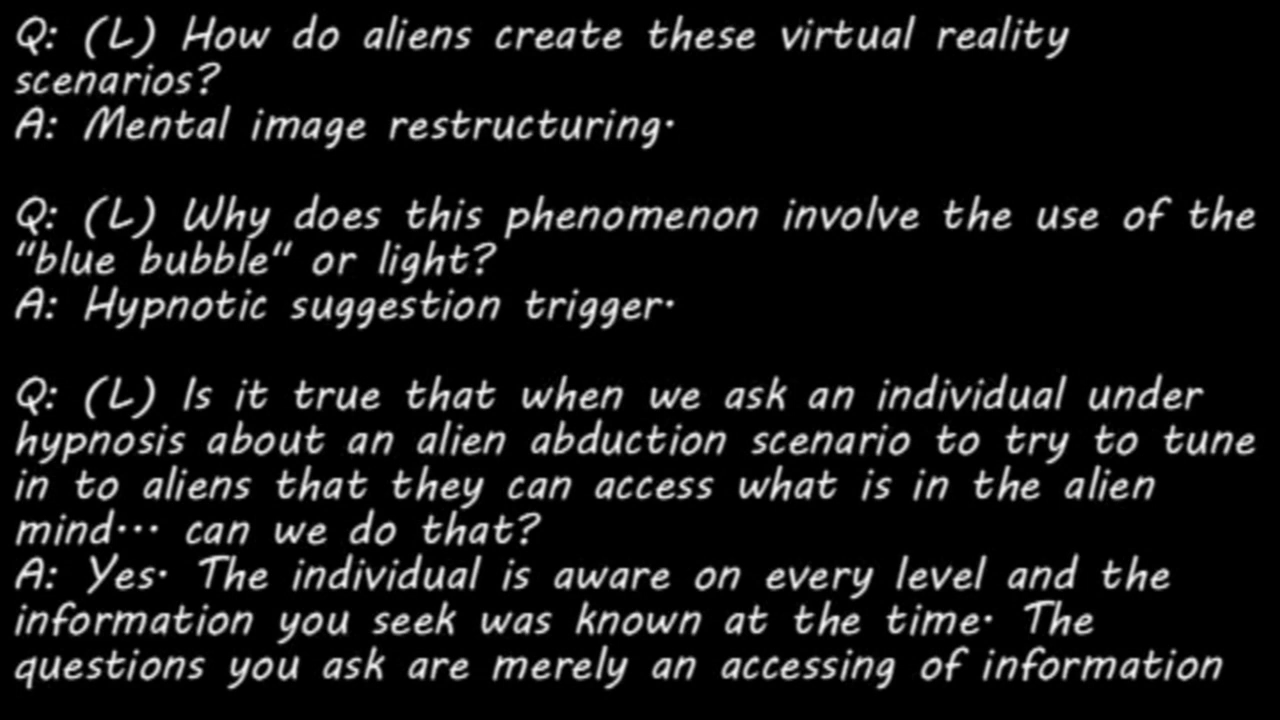 Q: (L) How do aliens create these virtual reality
scenarios?
A: Mental image restructuring.
Q: (L) Why does this phenomenon involve the use of the
"blue bubble" or light?
A: Hypnotic suggestion trigger.
Q: (L) Is it true that when we ask an individual under
hypnosis about an alien abduction scenario to try to tune
in to aliens that they can access what is in the alien
mind... can we do that?
A: Yes. The individual is aware on every level and the
information you seek was known at the time. The
questions you ask are merely an accessing of information